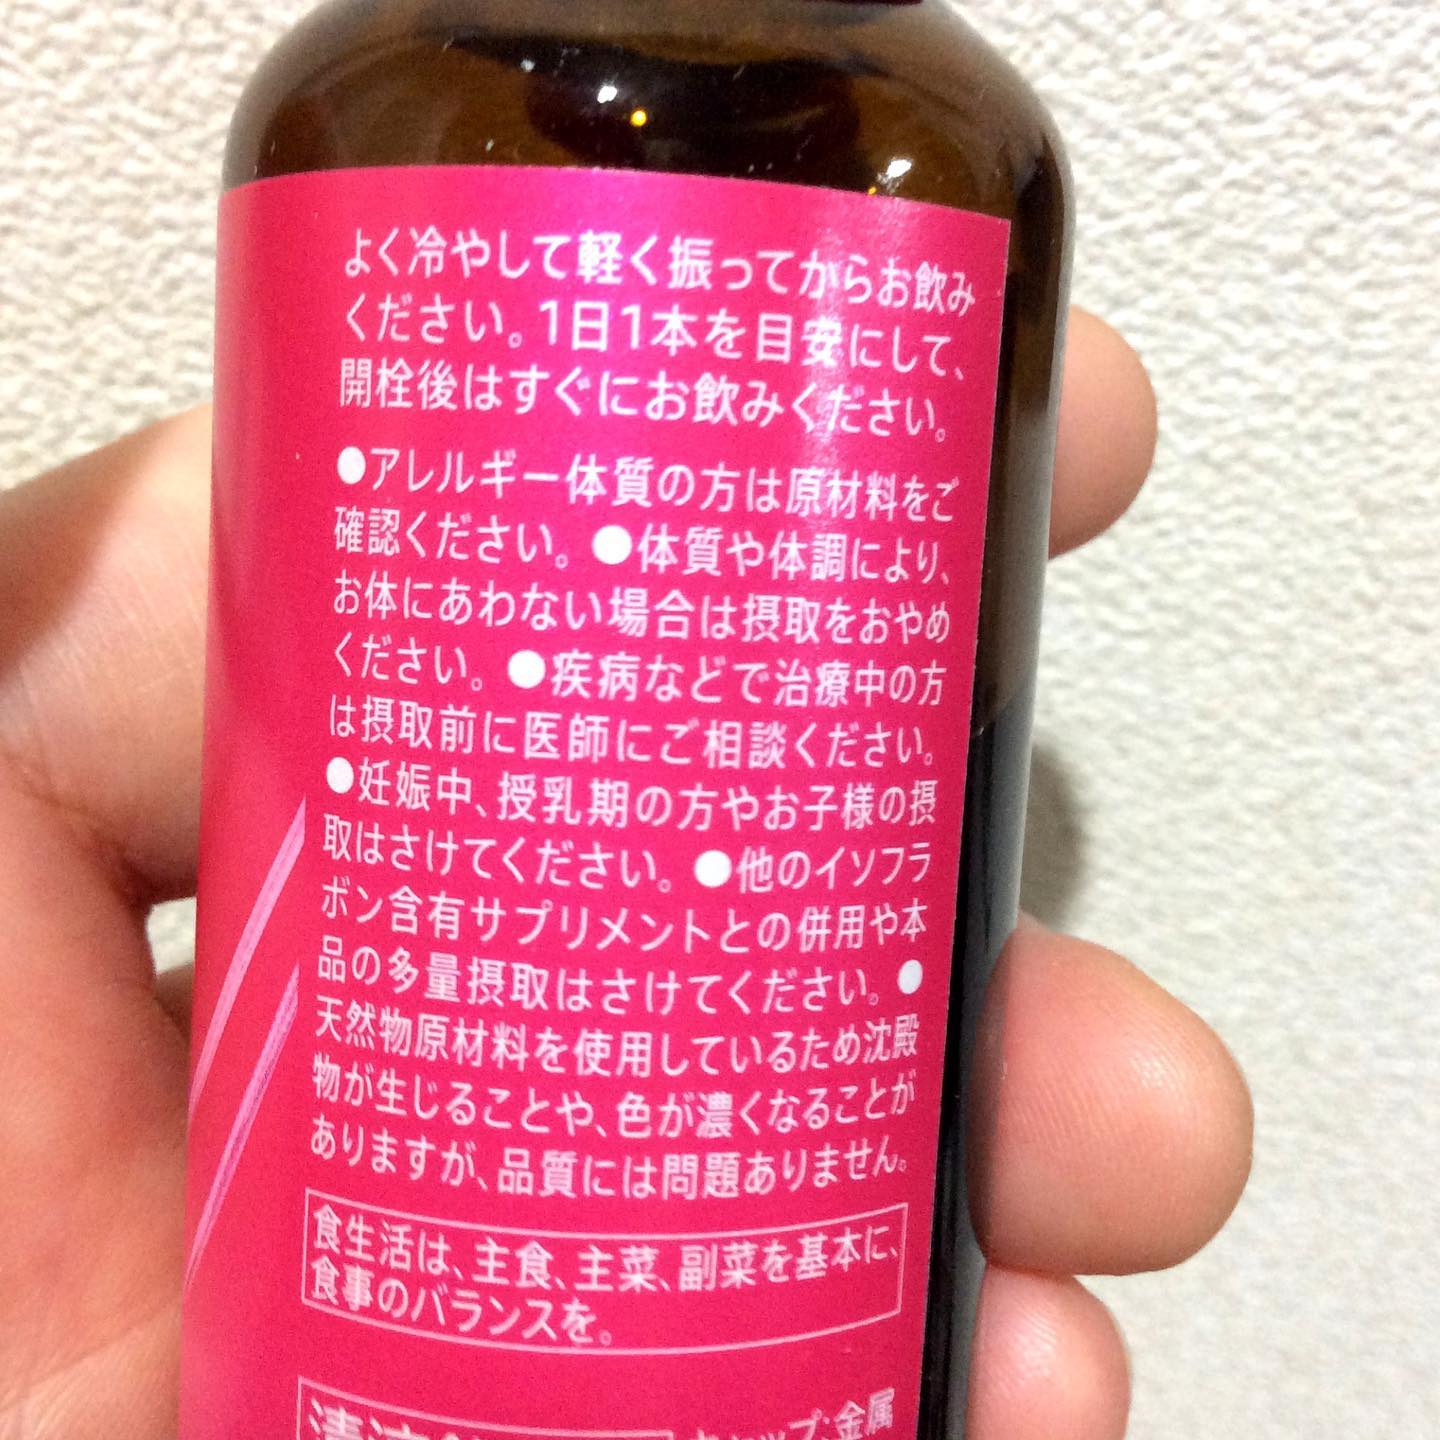 よく冷やして軽く振ってからお飲み
ください。1日1本を目安にして、
開栓後はすぐにお飲みください。
●アレルギー体質の方は原材料をご
確認ください。●体質や体調により、
お体にあわない場合は摂取をおやめ
ください。●疾病などで治療中の方
は摂取前に医師にご相談ください。
●妊娠中、授乳期の方やお子様の摂
取はさけてください。●他のイソフラ
ボン含有サプリメントとの併用や本
品の多量摂取はさけてください。●
天然物原材料を使用しているため沈殿
物が生じることや、色が濃くなることが
ありますが、品質には問題ありません。
食生活は、主食、主菜、副菜を基本に、
食事のバランスを。
キャップ:金属